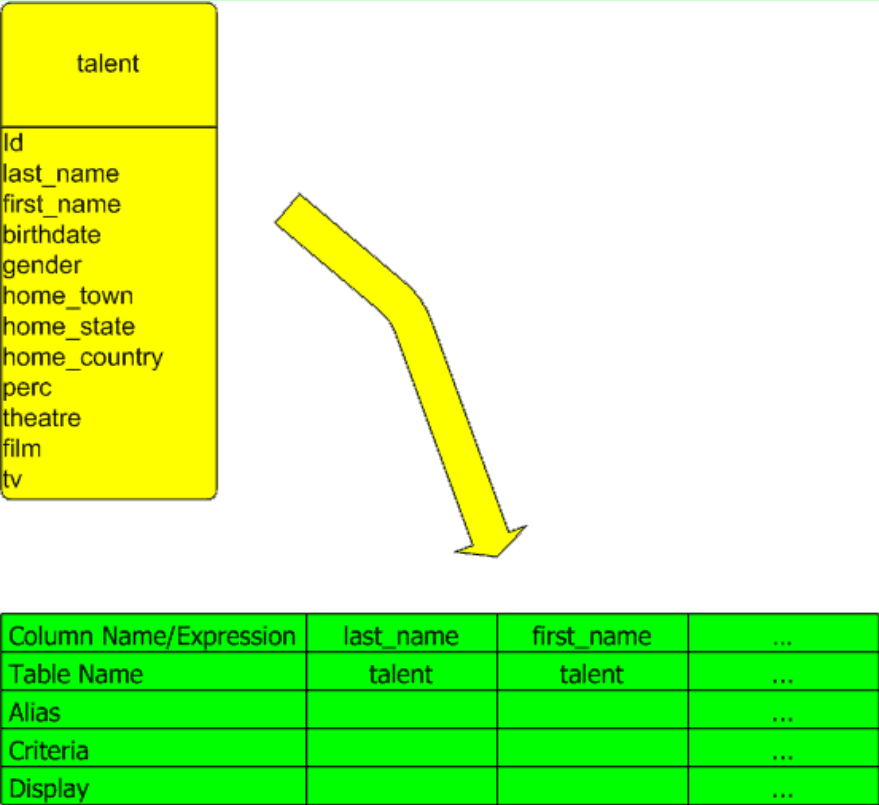 talent
Id
last_name
first_name
birthdate
gender
home_town
home_state
home_country
perc
theatre
film
tv
Column Name/Expression last_name first_name ...
Table Name talent talent ...
Alias ...
Criteria ...
Display ...